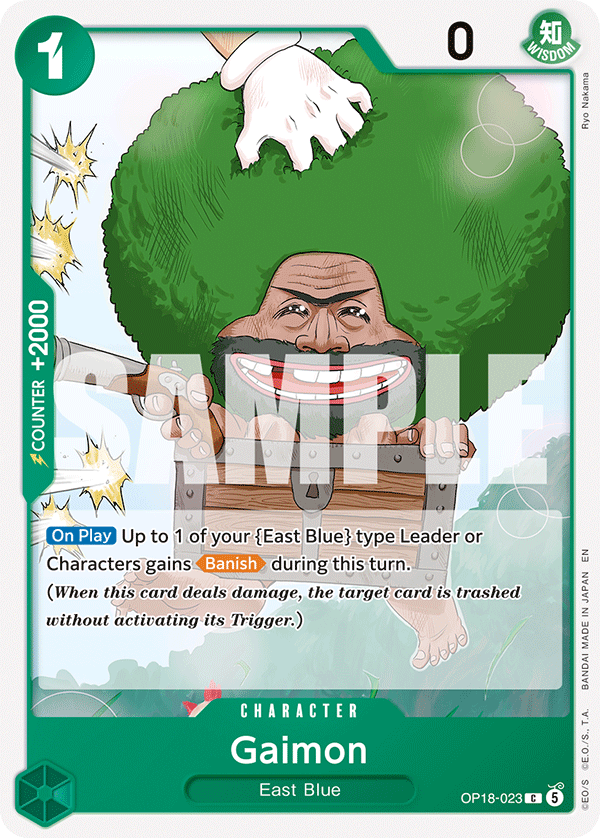 1
0
知
WISDOM
Ryo Nakama
COUNTER +2000
SAMPLE
On Play Up to 1 of your {East Blue} type Leader or
Characters gains Banish during this turn.
(When this card deals damage, the target card is trashed
without activating its Trigger.)
CHARACTER
Gaimon
East Blue
OP18-023 C 5
©E.O/S ©E.O./S., T.A. BANDAI MADE IN JAPAN EN